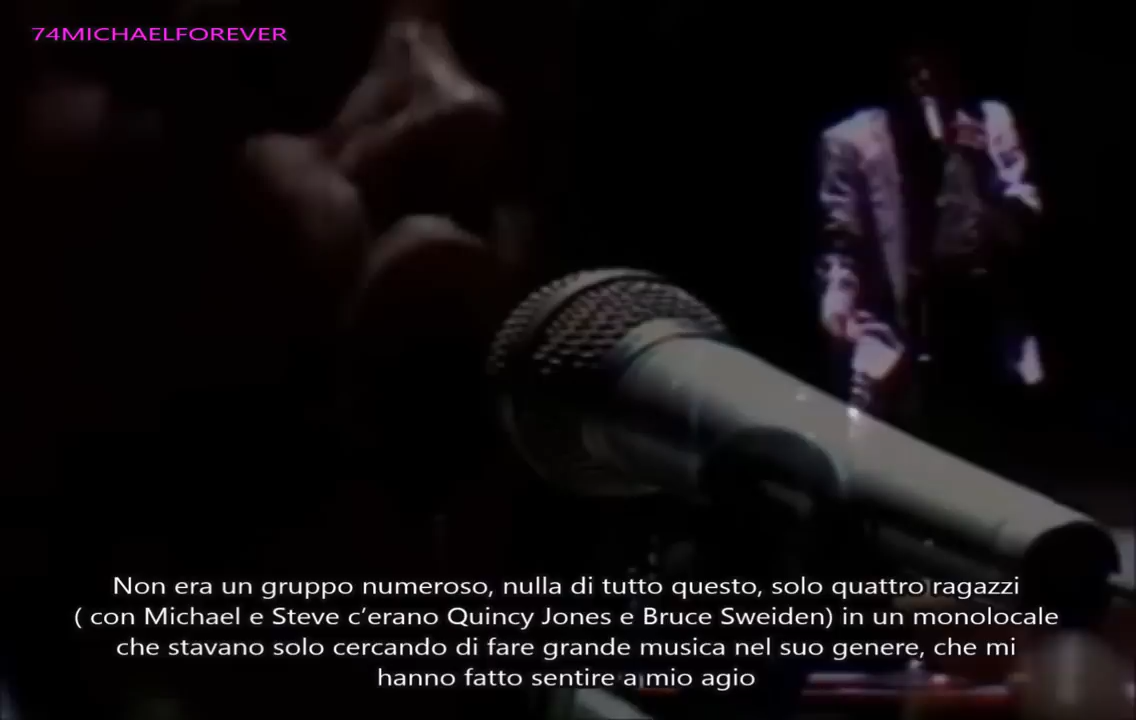 74MICHAELFOREVER
Non era un gruppo numeroso, nulla di tutto questo, solo quattro ragazzi
( con Michael e Steve c’erano Quincy Jones e Bruce Sweiden) in un monolocale
che stavano solo cercando di fare grande musica nel suo genere, che mi
hanno fatto sentire a mio agio